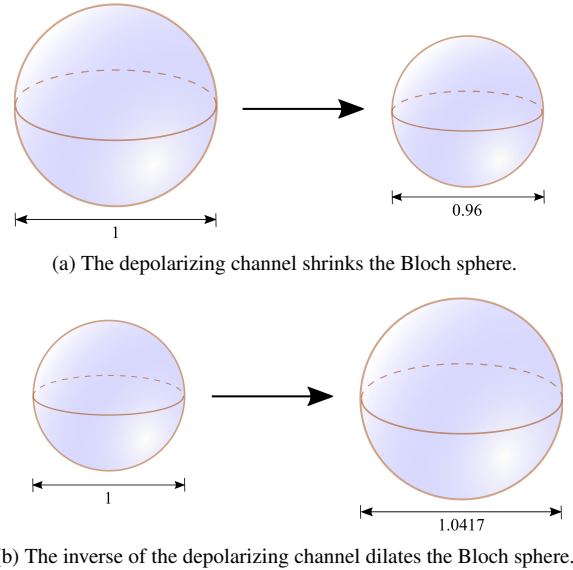 1
0.96
(a) The depolarizing channel shrinks the Bloch sphere.
1
1.0417
(b) The inverse of the depolarizing channel dilates the Bloch sphere.